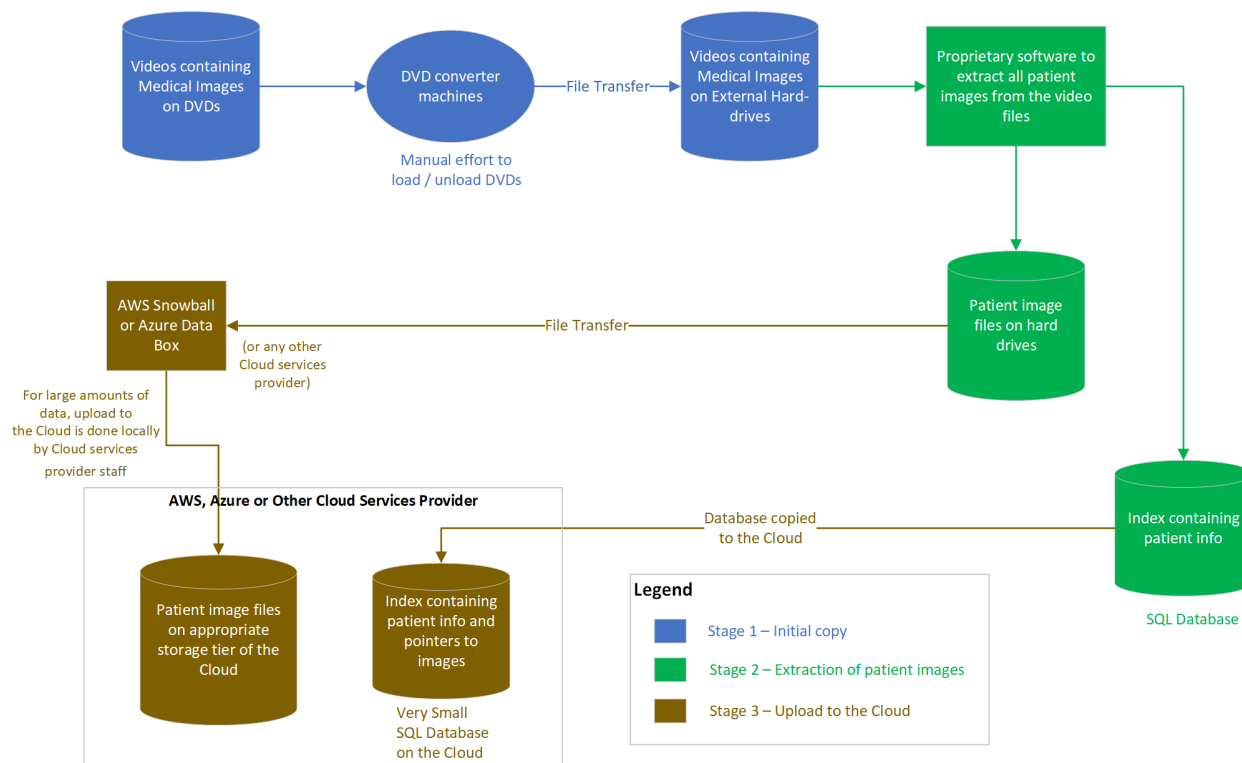 Videos containing
Medical Images
on DVDs
DVD converter
machines
File Transfer
Videos containing
Medical Images
on External Hard-
drives
Proprietary software to
extract all patient
images from the video
files
Manual effort to
load / unload DVDs
AWS Snowball
or Azure Data
Box
File Transfer
(or any other
Cloud services
provider)
Patient image
files on hard
drives
For large amounts of
data, upload to
the Cloud is done locally
by Cloud services
provider staff
AWS, Azure or Other Cloud Services Provider
Database copied
to the Cloud
Index containing
patient info
SQL Database
Patient image files
on appropriate
storage tier of the
Cloud
Index containing
patient info and
pointers to
images
Very Small
SQL Database
on the Cloud
Legend
Stage 1 – Initial copy
Stage 2 – Extraction of patient images
Stage 3 – Upload to the Cloud